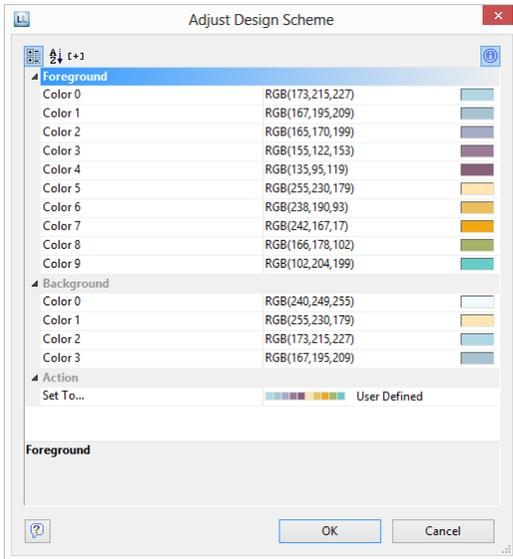 LL Adjust Design Scheme
[+]
Foreground
Color 0 RGB(173,215,227)
Color 1 RGB(167,195,209)
Color 2 RGB(165,170,199)
Color 3 RGB(155,122,153)
Color 4 RGB(135,95,119)
Color 5 RGB(255,230,179)
Color 6 RGB(238,190,93)
Color 7 RGB(242,167,17)
Color 8 RGB(166,178,102)
Color 9 RGB(102,204,199)
Background
Color 0 RGB(240,249,255)
Color 1 RGB(255,230,179)
Color 2 RGB(173,215,227)
Color 3 RGB(167,195,209)
Action
Set To... User Defined
Foreground
OK Cancel